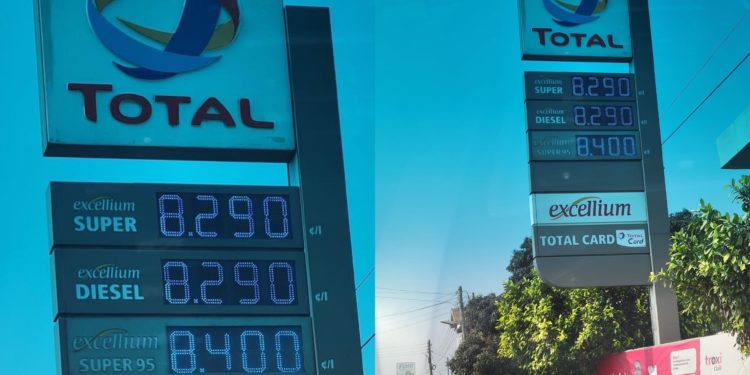 TOTAL
excellium
SUPER 8.290 ¢/l
excellium
DIESEL 8.290 ¢/l
excellium
SUPER 95 8.400 ¢/l
TOTAL
excellium
SUPER 8.290
excellium
DIESEL 8.290
excellium
SUPER 95 8.400
excellium
TOTAL CARD
TOTAL
Card
troxi